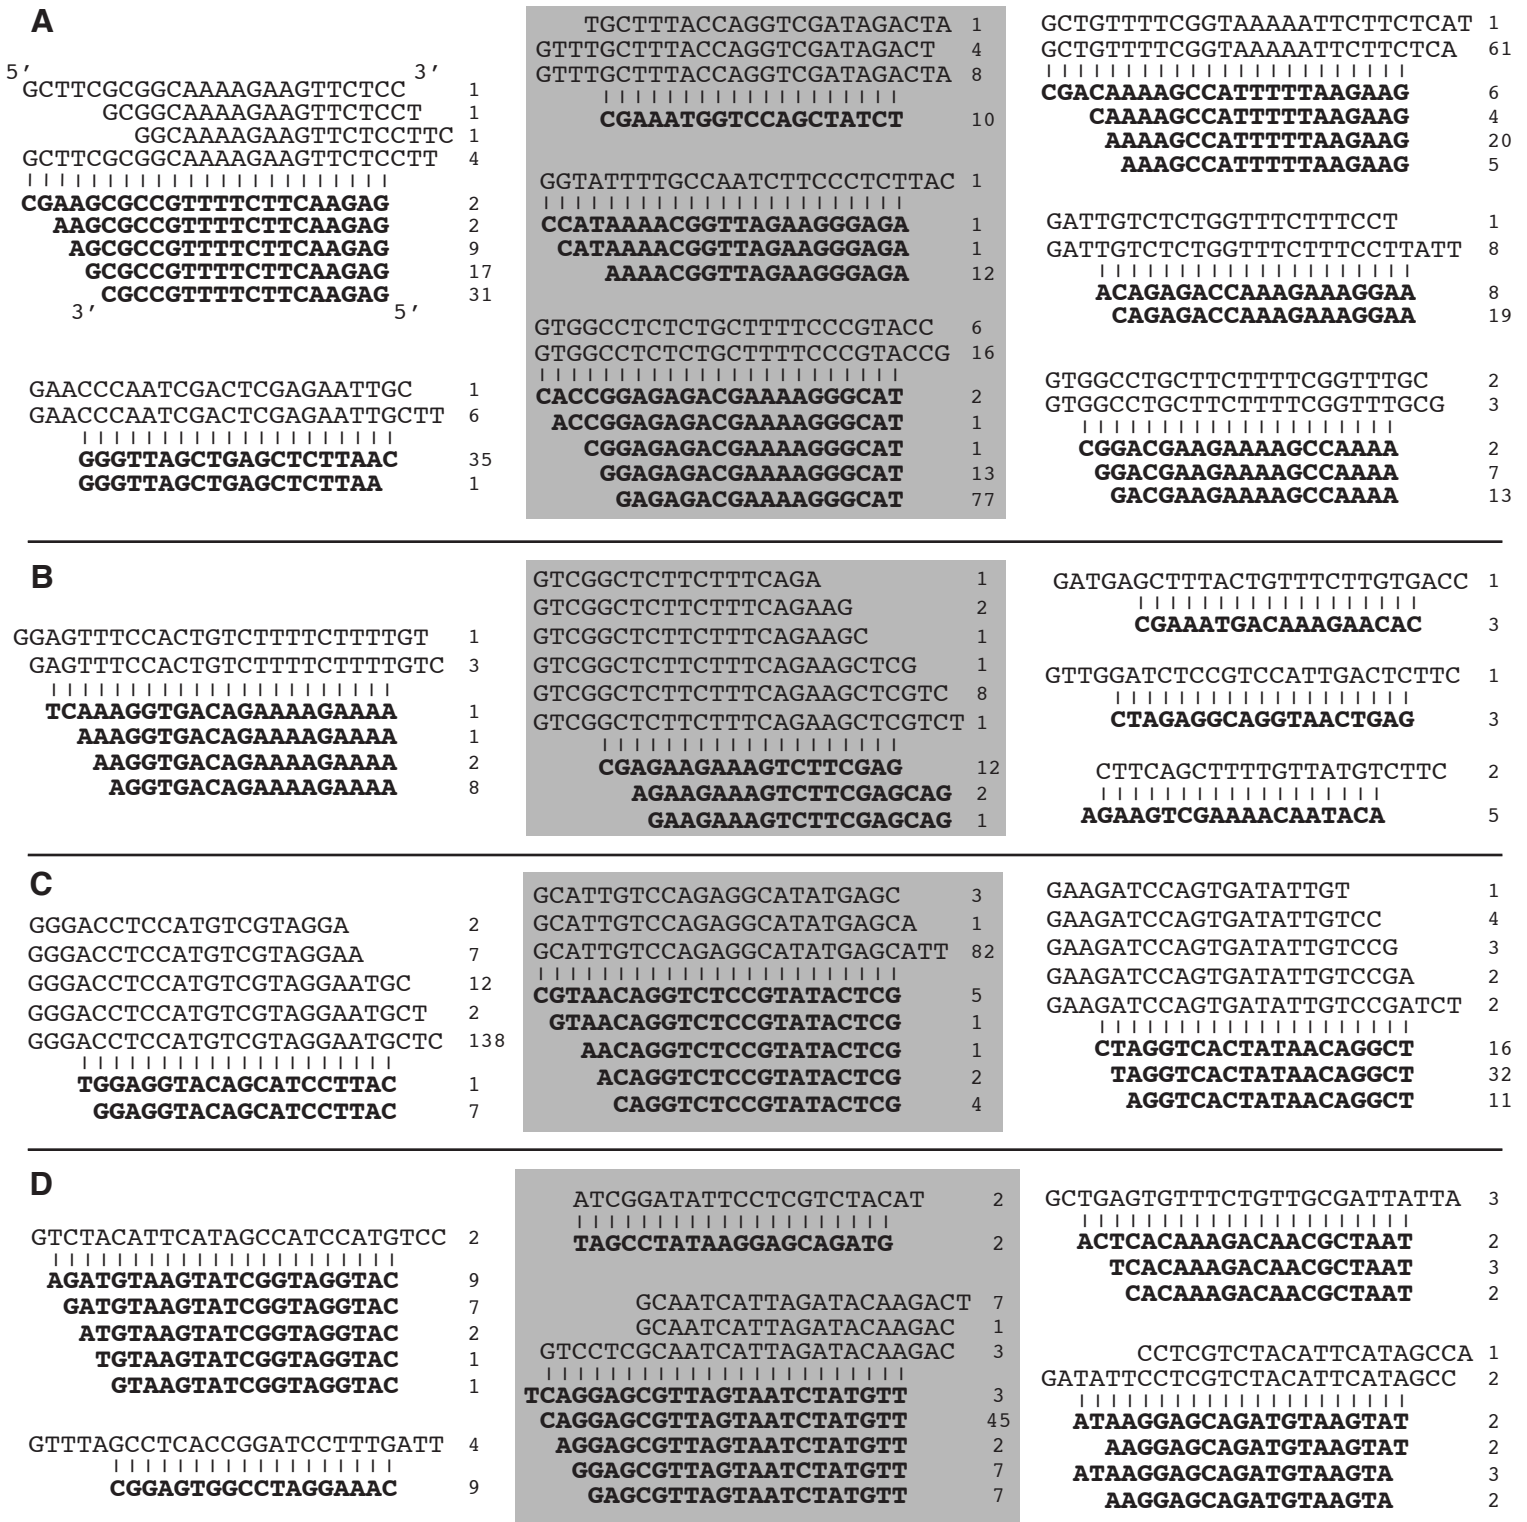 A
5′ 3′
GCTTCGCGGCAAAAGAAGTTCTCC 1
GCGGCAAAAGAAGTTCTCCT 1
GGCAAAAGAAGTTCTCCTTC 1
GCTTCGCGGCAAAAGAAGTTCTCCTT 4
CGAAGCGCCGTTTTCTTCAAGAG 2
AAGCGCCGTTTTCTTCAAGAG 2
AGCGCCGTTTTCTTCAAGAG 9
GCGCCGTTTTCTTCAAGAG 17
CGCCGTTTTCTTCAAGAG 31
3′ 5′
GAACCCAATCGACTCGAGAATTGC 1
GAACCCAATCGACTCGAGAATTGCTT 6
GGGTTAGCTGAGCTCTTAAC 35
GGGTTAGCTGAGCTCTTAA 1
TGCTTTACCAGGTCGATAGACTA 1
GTTTGCTTTACCAGGTCGATAGACT 4
GTTTGCTTTACCAGGTCGATAGACTA 8
CGAAATGGTCCAGCTATCT 10
GGTATTTTGCCAATCTTCCCTCTTAC 1
CCATAAAACGGTTAGAAGGGAGA 1
CATAAAACGGTTAGAAGGGAGA 1
AAAACGGTTAGAAGGGAGA 12
GTGGCCTCTCTGCTTTTCCCGTACC 6
GTGGCCTCTCTGCTTTTCCCGTACCG 16
CACCGGAGAGACGAAAAGGGCAT 2
ACCGGAGAGACGAAAAGGGCAT 1
CGGAGAGACGAAAAGGGCAT 1
GGAGAGACGAAAAGGGCAT 13
GAGAGACGAAAAGGGCAT 77
GCTGTTTTCGGTAAAAATTCTTCTCAT 1
GCTGTTTTCGGTAAAAATTCTTCTCA 61
CGACAAAAGCCATTTTTAAGAAG 6
CAAAAGCCATTTTTAAGAAG 4
AAAAGCCATTTTTAAGAAG 20
AAAGCCATTTTTAAGAAG 5
GATTGTCTCTGGTTTCTTTCCT 1
GATTGTCTCTGGTTTCTTTCCTTATT 8
ACAGAGACCAAAGAAAGGAA 8
CAGAGACCAAAGAAAGGAA 19
GTGGCCTGCTTCTTTTCGGTTTGC 2
GTGGCCTGCTTCTTTTCGGTTTGCG 3
CGGACGAAGAAAAGCCAAAA 2
GGACGAAGAAAAGCCAAAA 7
GACGAAGAAAAGCCAAAA 13
B
GGAGTTTCCACTGTCTTTTCTTTTGT 1
GAGTTTCCACTGTCTTTTCTTTTGTC 3
TCAAAGGTGACAGAAAAGAAAA 1
AAAGGTGACAGAAAAGAAAA 1
AAGGTGACAGAAAAGAAAA 2
AGGTGACAGAAAAGAAAA 8
GTCGGCTCTTCTTTCAGA 1
GTCGGCTCTTCTTTCAGAAG 2
GTCGGCTCTTCTTTCAGAAGC 1
GTCGGCTCTTCTTTCAGAAGCTCG 1
GTCGGCTCTTCTTTCAGAAGCTCGTC 8
GTCGGCTCTTCTTTCAGAAGCTCGTCT 1
CGAGAAGAAAGTCTTCGAG 12
AGAAGAAAGTCTTCGAGCAG 2
GAAGAAAGTCTTCGAGCAG 1
GATGAGCTTTACTGTTTCTTGTGACC 1
CGAAATGACAAAGAACAC 3
GTTGGATCTCCGTCCATTGACTCTTC 1
CTAGAGGCAGGTAACTGAG 3
CTTCAGCTTTTGTTATGTCTTC 2
AGAAGTCGAAAACAATACA 5
C
GGGACCTCCATGTCGTAGGA 2
GGGACCTCCATGTCGTAGGAA 7
GGGACCTCCATGTCGTAGGAATGC 12
GGGACCTCCATGTCGTAGGAATGCT 2
GGGACCTCCATGTCGTAGGAATGCTC 138
TGGAGGTACAGCATCCTTAC 1
GGAGGTACAGCATCCTTAC 7
GCATTGTCCAGAGGCATATGAGC 3
GCATTGTCCAGAGGCATATGAGCA 1
GCATTGTCCAGAGGCATATGAGCATT 82
CGTAACAGGTCTCCGTATACTCG 5
GTAACAGGTCTCCGTATACTCG 1
AACAGGTCTCCGTATACTCG 1
ACAGGTCTCCGTATACTCG 2
CAGGTCTCCGTATACTCG 4
GAAGATCCAGTGATATTGT 1
GAAGATCCAGTGATATTGTCC 4
GAAGATCCAGTGATATTGTCCG 3
GAAGATCCAGTGATATTGTCCGA 2
GAAGATCCAGTGATATTGTCCGATCT 2
CTAGGTCACTATAACAGGCT 16
TAGGTCACTATAACAGGCT 32
AGGTCACTATAACAGGCT 11
D
GTCTACATTCATAGCCATCCATGTCC 2
AGATGTAAGTATCGGTAGGTAC 9
GATGTAAGTATCGGTAGGTAC 7
ATGTAAGTATCGGTAGGTAC 2
TGTAAGTATCGGTAGGTAC 1
GTAAGTATCGGTAGGTAC 1
GTTTAGCCTCACCGGATCCTTTGATT 4
CGGAGTGGCCTAGGAAAC 9
ATCGGATATTCCTCGTCTACAT 2
TAGCCTATAAGGAGCAGATG 2
GCAATCATTAGATACAAGACT 7
GCAATCATTAGATACAAGAC 1
GTCCTCGCAATCATTAGATACAAGAC 3
TCAGGAGCGTTAGTAATCTATGTT 3
CAGGAGCGTTAGTAATCTATGTT 45
AGGAGCGTTAGTAATCTATGTT 2
GGAGCGTTAGTAATCTATGTT 7
GAGCGTTAGTAATCTATGTT 7
GCTGAGTGTTTCTGTTGCGATTATTA 3
ACTCACAAAGACAACGCTAAT 2
TCACAAAGACAACGCTAAT 3
CACAAAGACAACGCTAAT 2
CCTCGTCTACATTCATAGCCA 1
GATATTCCTCGTCTACATTCATAGCC 2
ATAAGGAGCAGATGTAAGTAT 2
AAGGAGCAGATGTAAGTAT 2
ATAAGGAGCAGATGTAAGTA 3
AAGGAGCAGATGTAAGTA 2